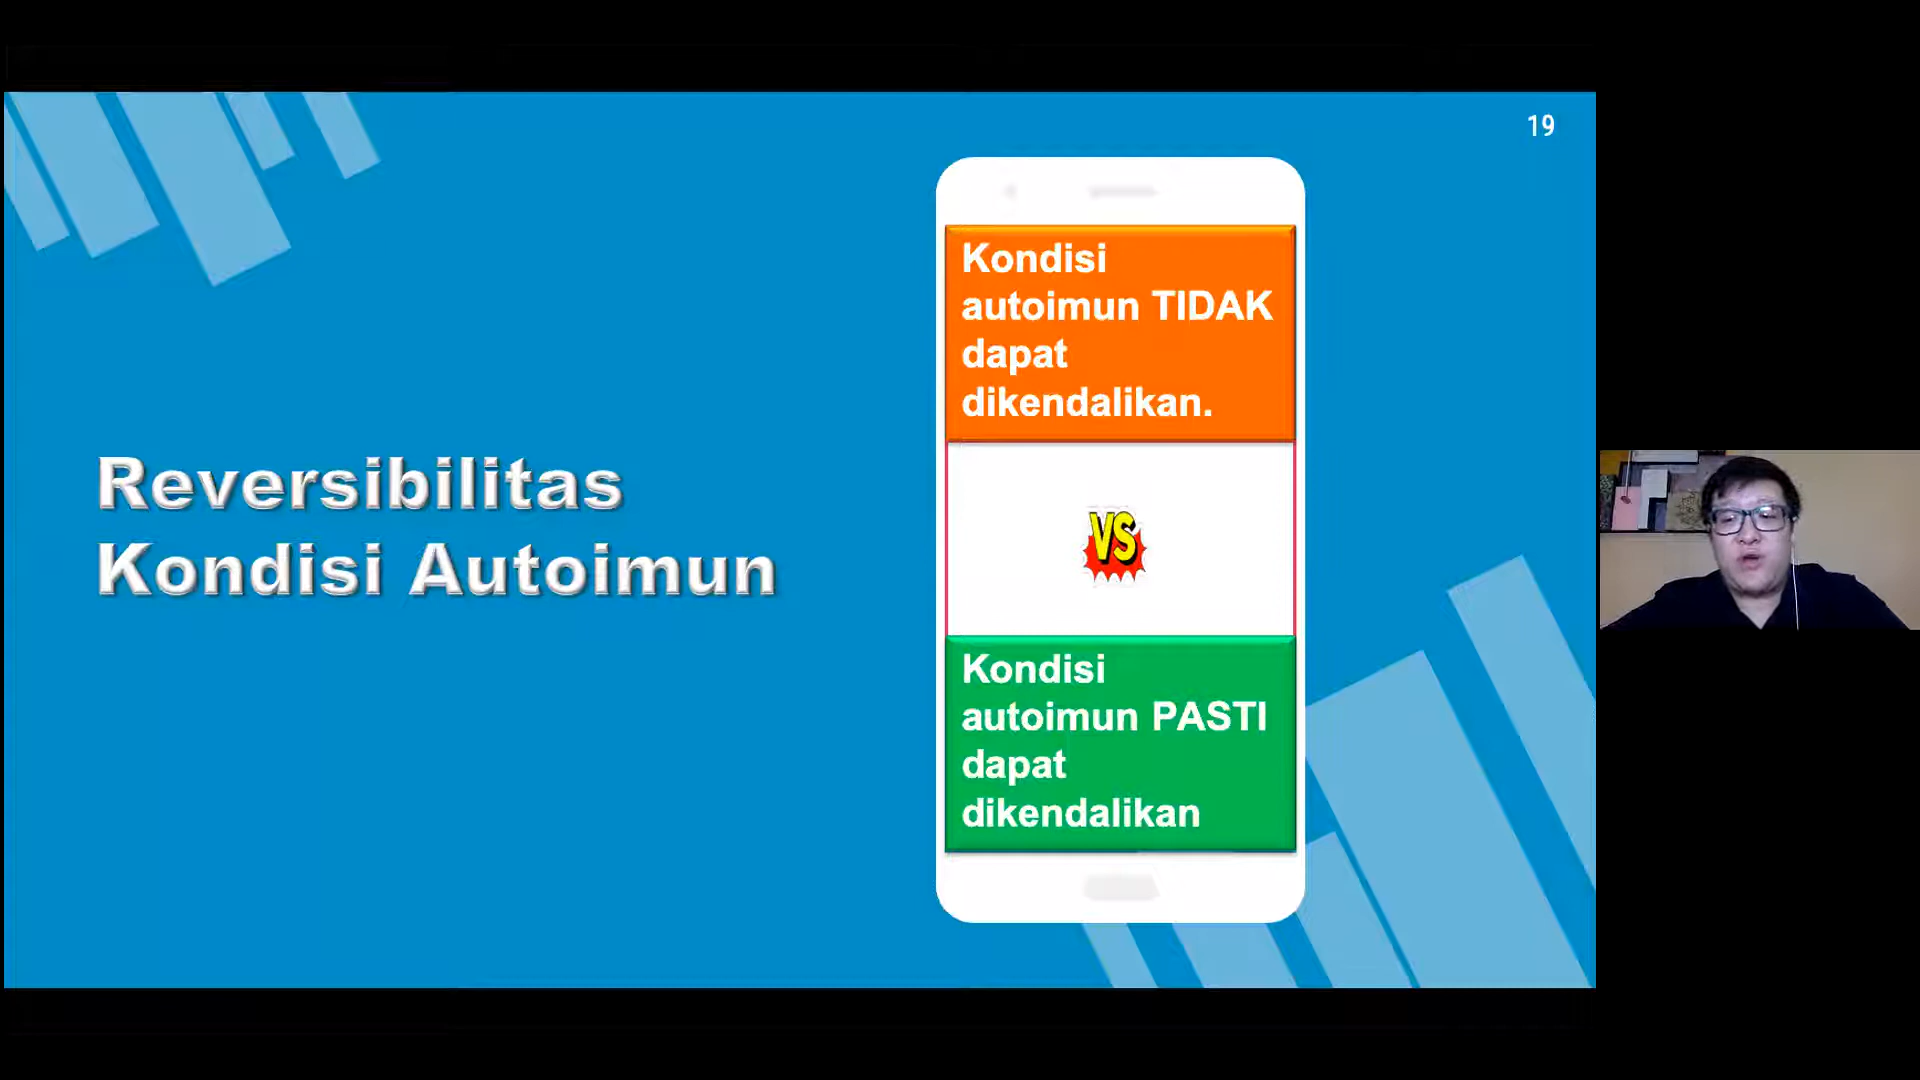 19
Reversibilitas
Kondisi Autoimun
Kondisi
autoimun TIDAK
dapat
dikendalikan.
VS
Kondisi
autoimun PASTI
dapat
dikendalikan